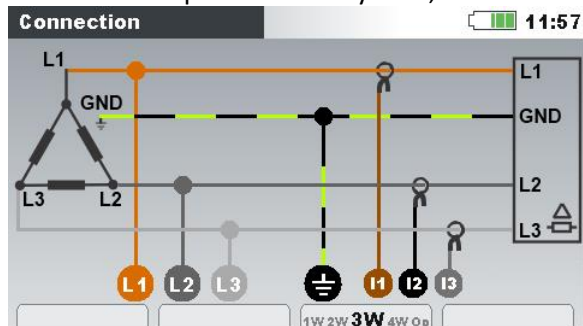 Connection 11:57
L1 L1
GND GND
L3 L2 L2
L3
L1 L2 L3 I1 I2 I3
1W 2W 3W 4W Op